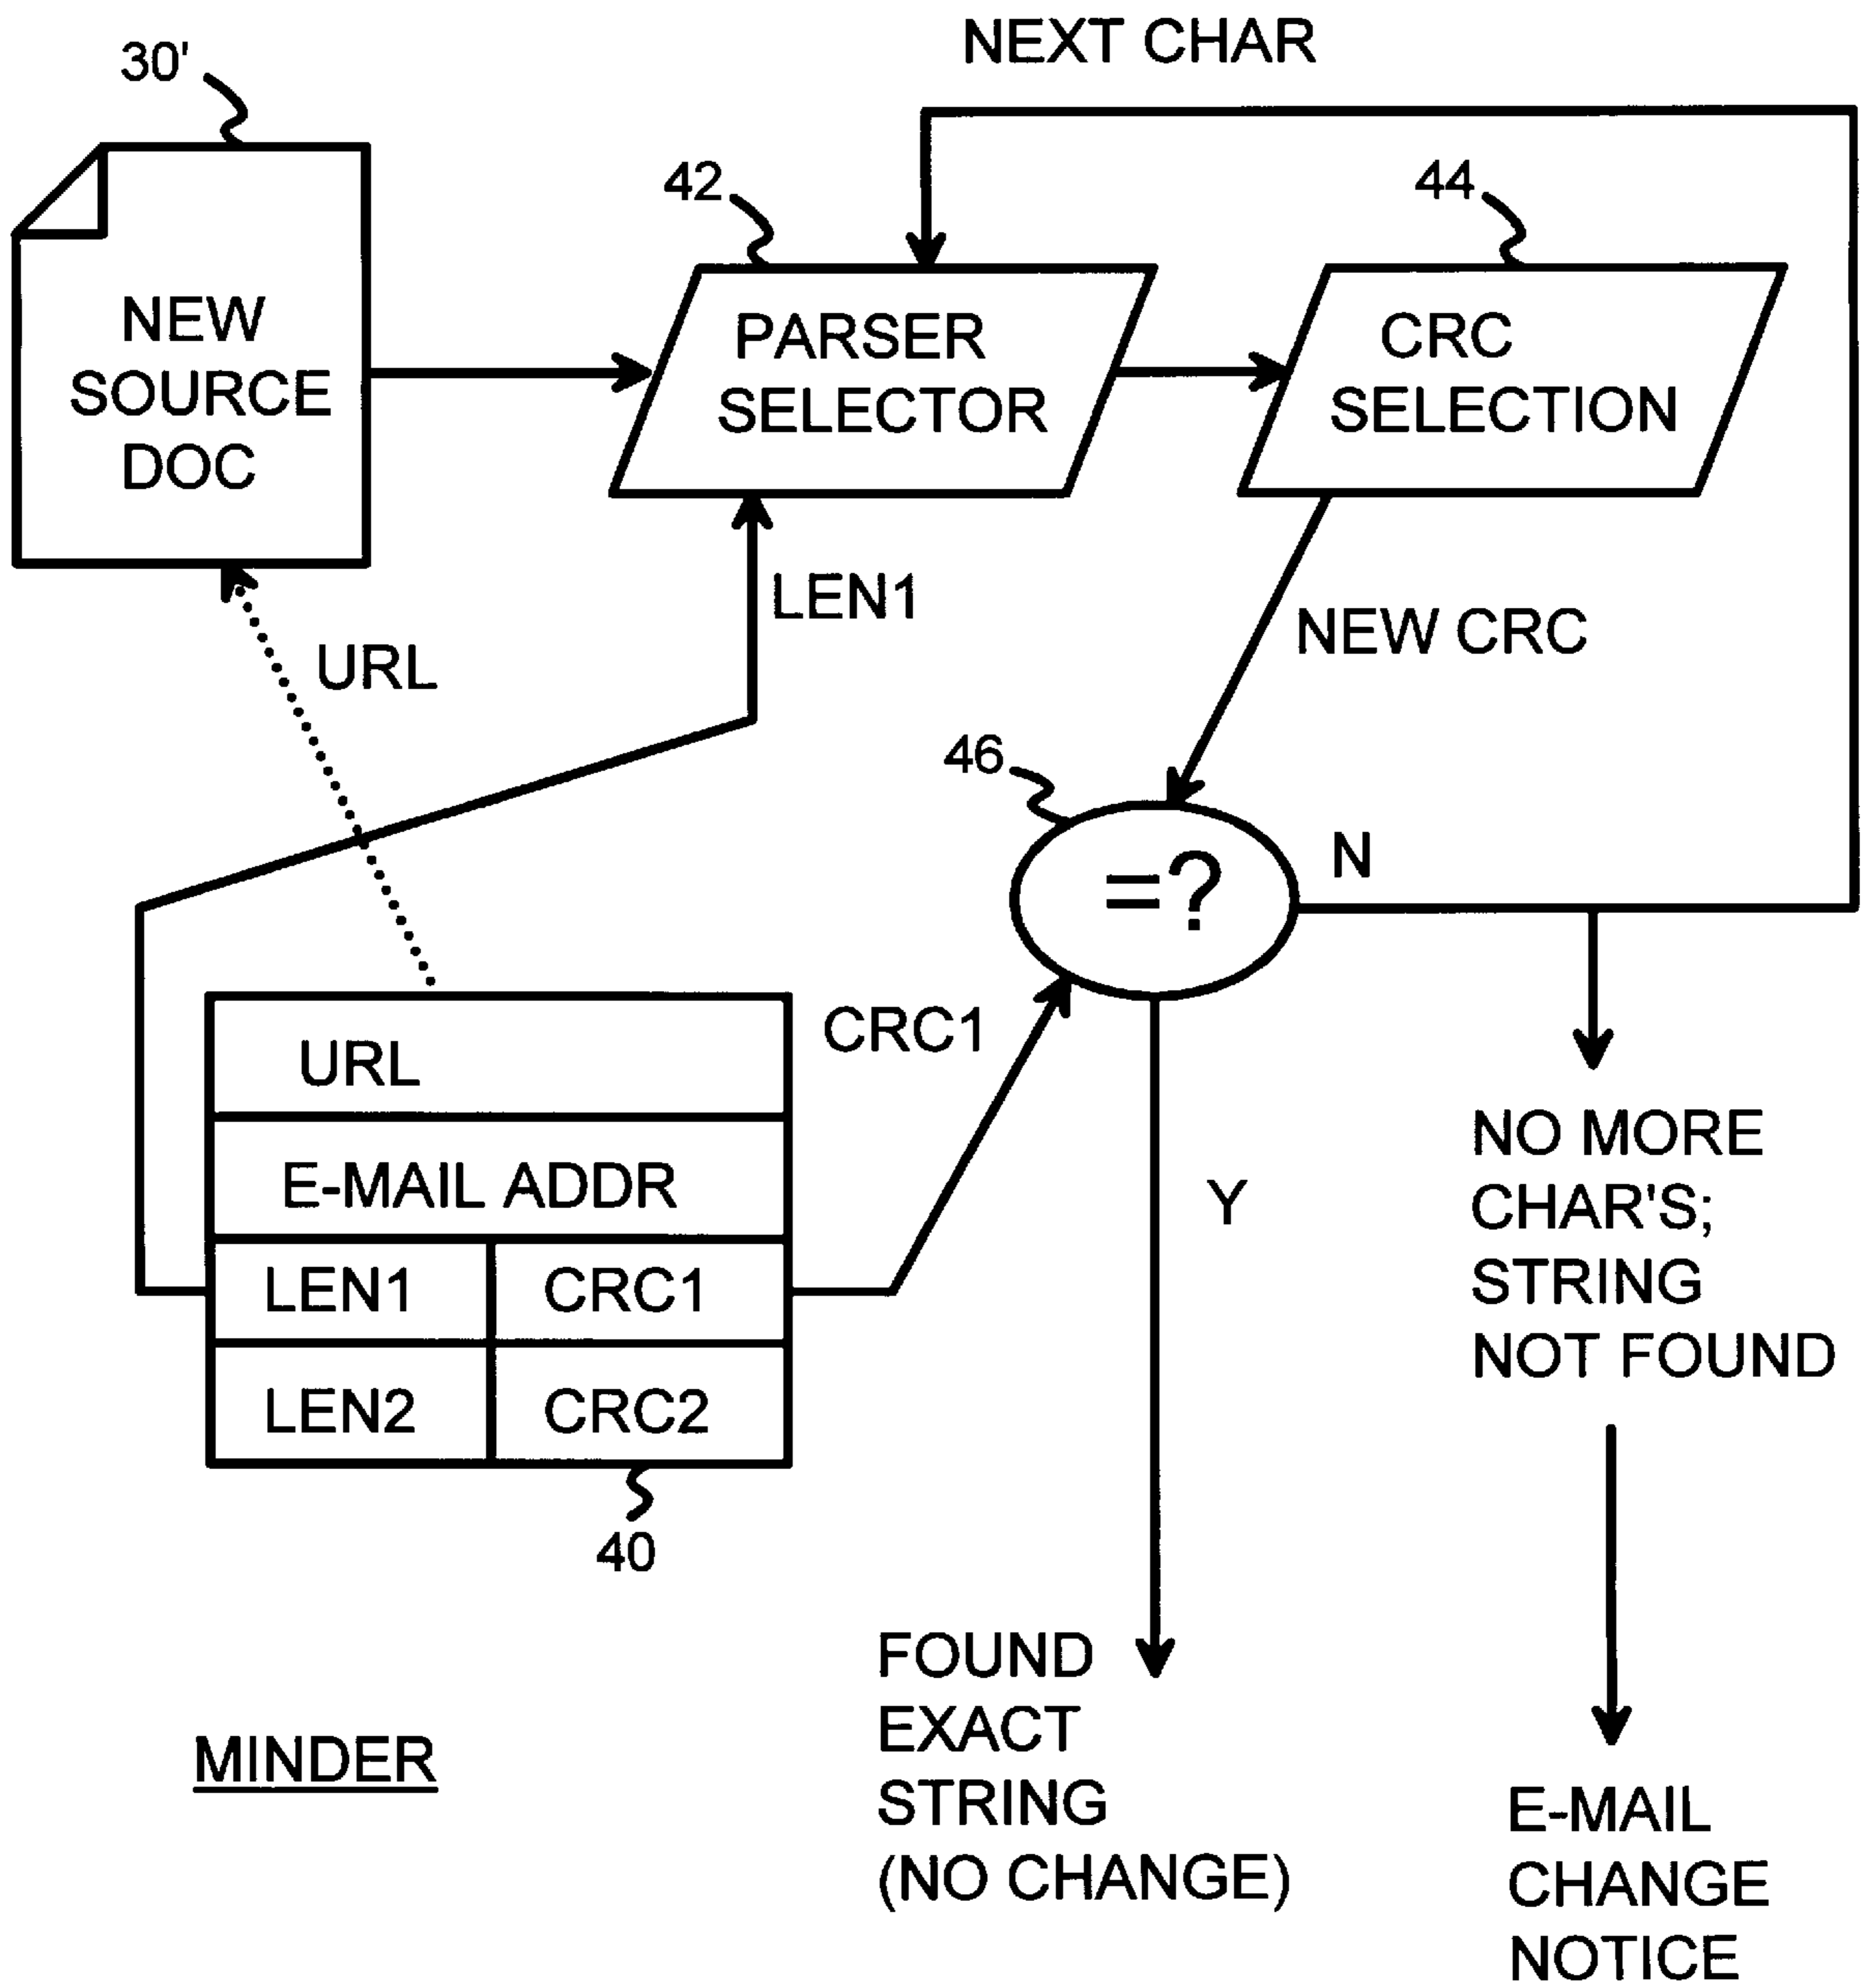 NEXT CHAR
30'
42
44
NEW
SOURCE
DOC
PARSER
SELECTOR
CRC
SELECTION
LEN1
NEW CRC
URL
46
=?
N
CRC1
URL
E-MAIL ADDR
LEN1
CRC1
LEN2
CRC2
40
Y
NO MORE
CHAR'S;
STRING
NOT FOUND
FOUND
EXACT
STRING
(NO CHANGE)
MINDER
E-MAIL
CHANGE
NOTICE